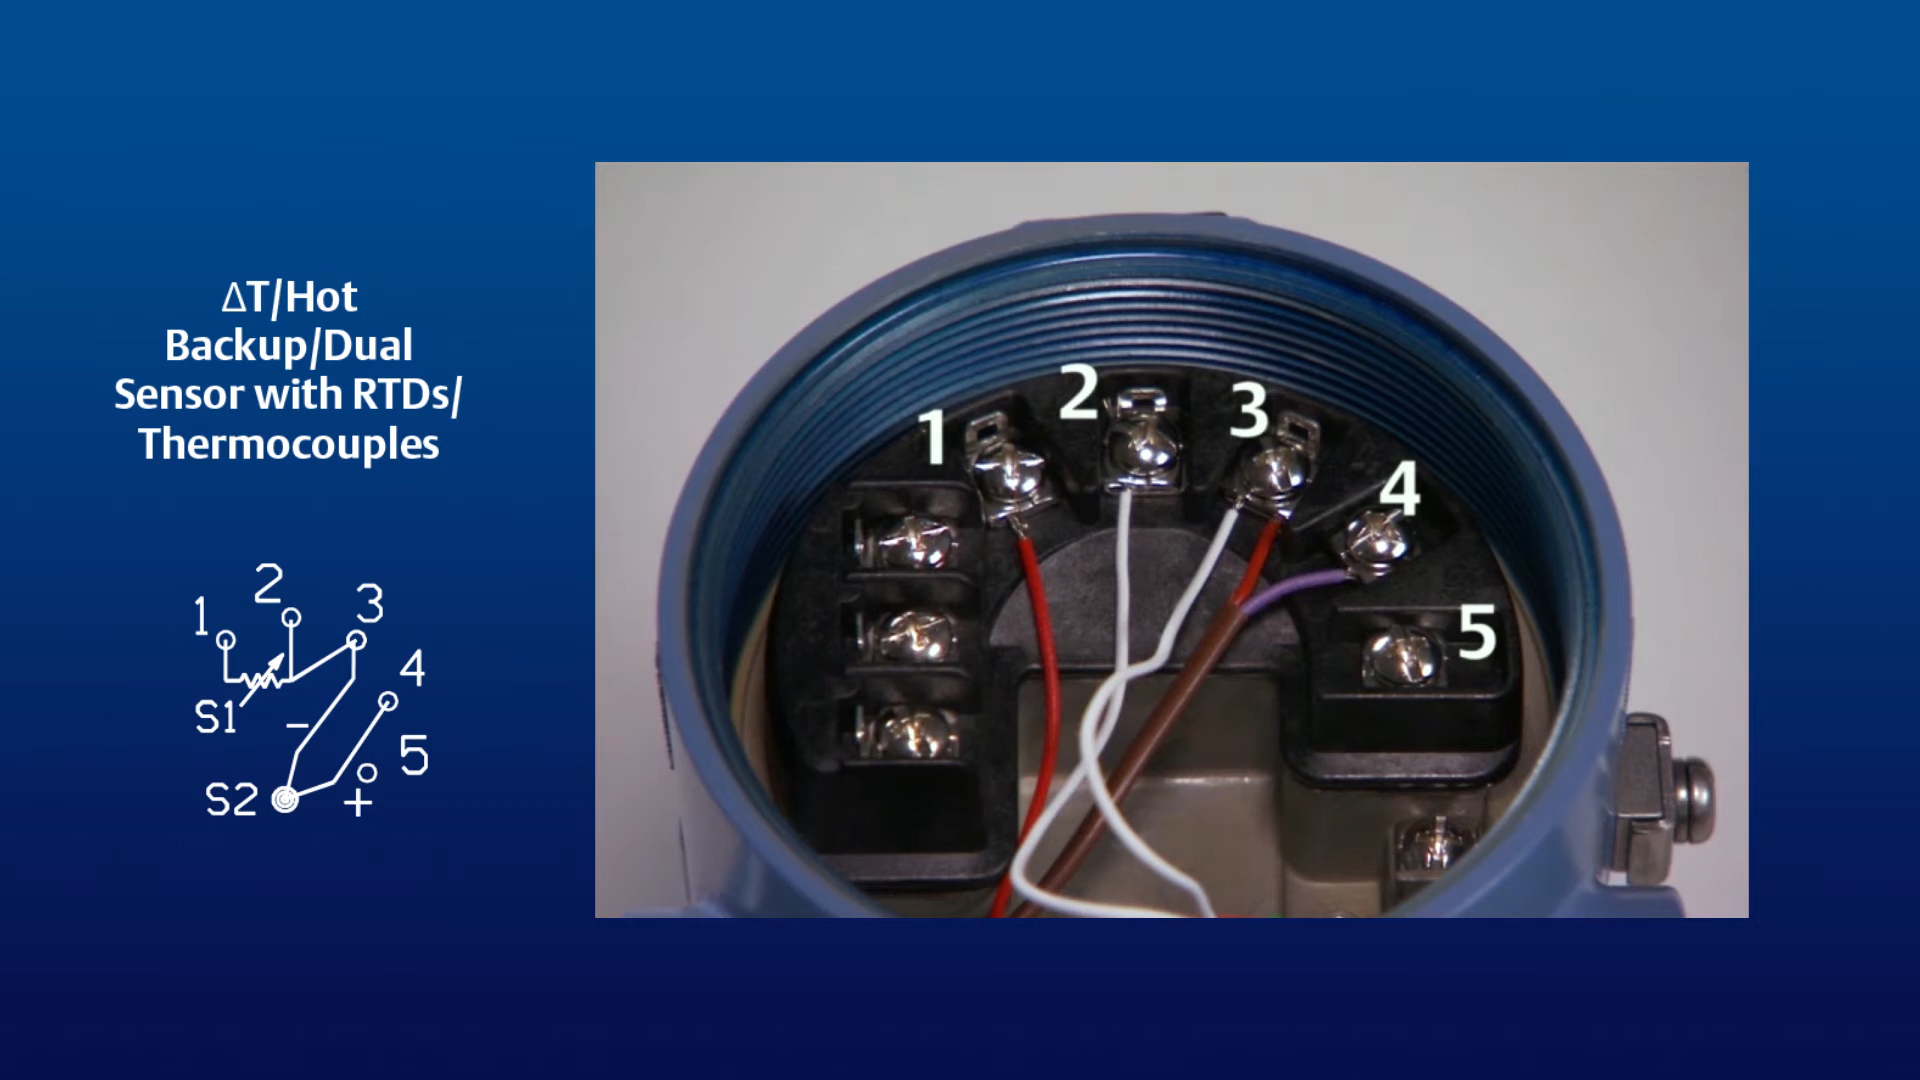 ΔT/Hot
Backup/Dual
Sensor with RTDs/
Thermocouples
1
2
3
4
5
S1
−
S2
+
1
2
3
4
5